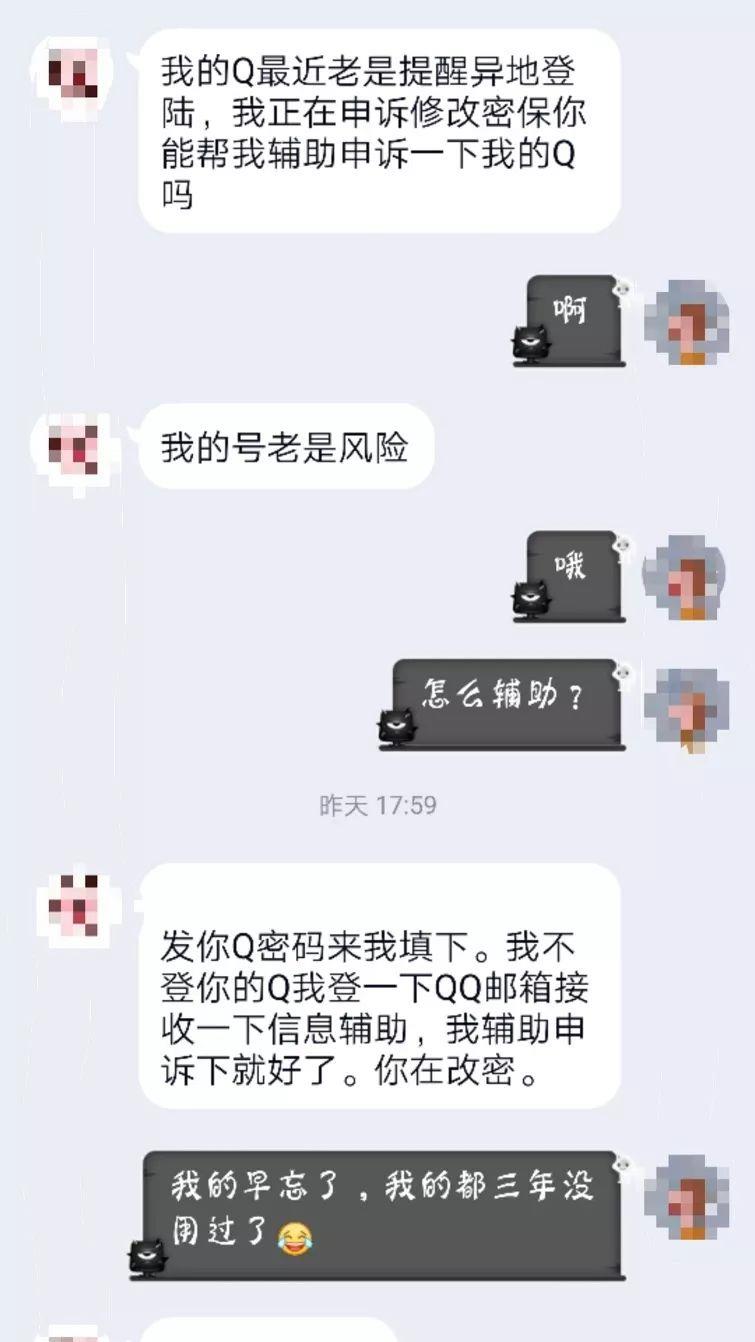 我的Q最近老是提醒异地登
陆，我正在申诉修改密保你
能帮我辅助申诉一下我的Q
吗
啊
我的号老是风险
哦
怎么辅助？
昨天 17:59
发你Q密码来我填下。我不
登你的Q我登一下QQ邮箱接
收一下信息辅助，我辅助申
诉下就好了。你在改密。
我的早忘了，我的都三年没
用过了😂